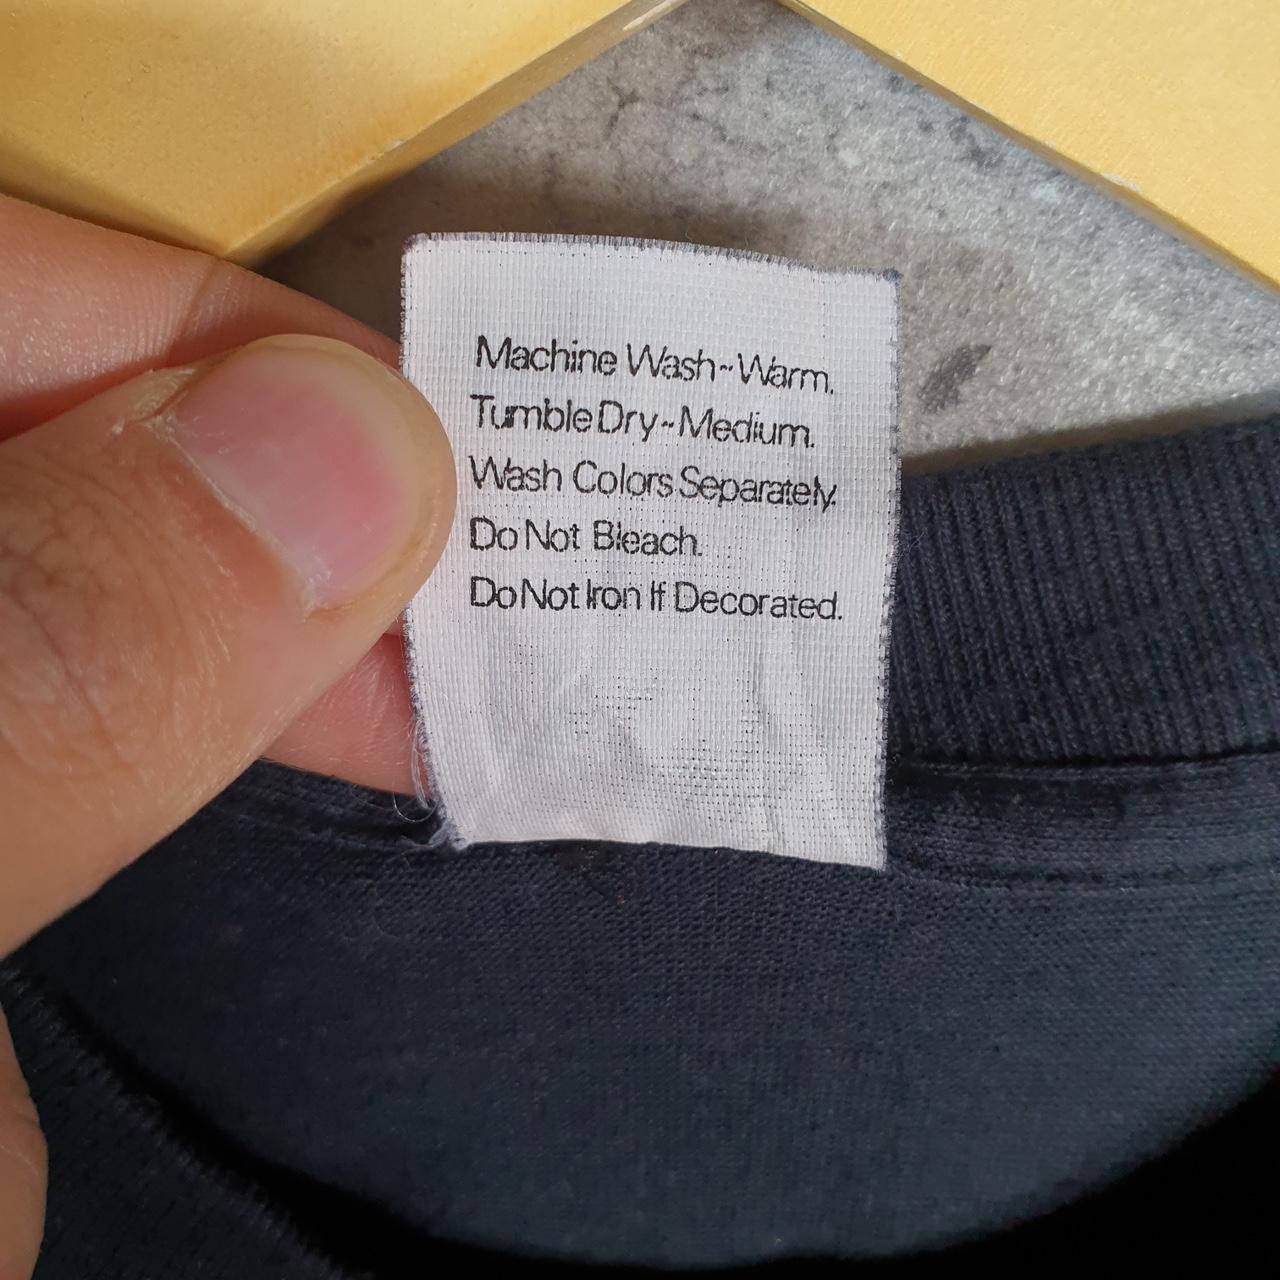 Machine Wash~Warm.
Tumble Dry~Medium.
Wash Colors Separately.
Do Not Bleach.
Do Not Iron If Decorated.